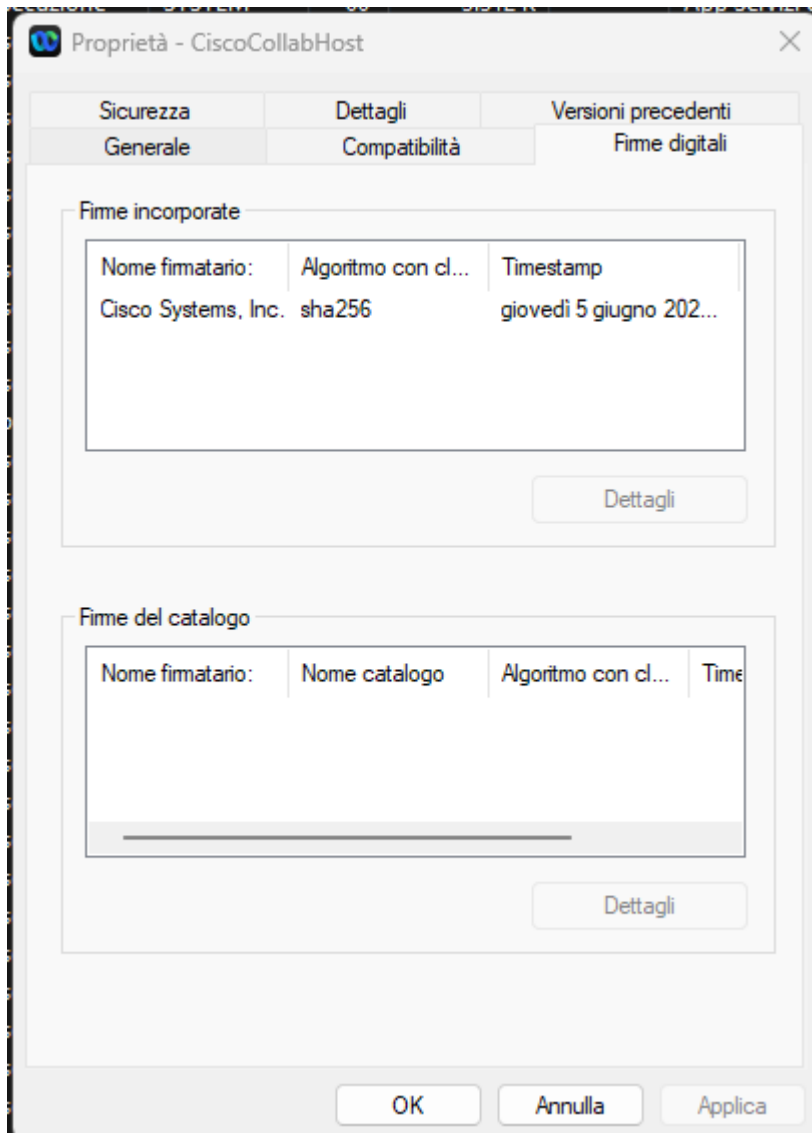 Proprietà - CiscoCollabHost
Sicurezza Dettagli Versioni precedenti
Generale Compatibilità Firme digitali
Firme incorporate
Nome firmatario: Algoritmo con cl... Timestamp
Cisco Systems, Inc. sha256 giovedì 5 giugno 202...
Dettagli
Firme del catalogo
Nome firmatario: Nome catalogo Algoritmo con cl... Time
Dettagli
OK Annulla Applica